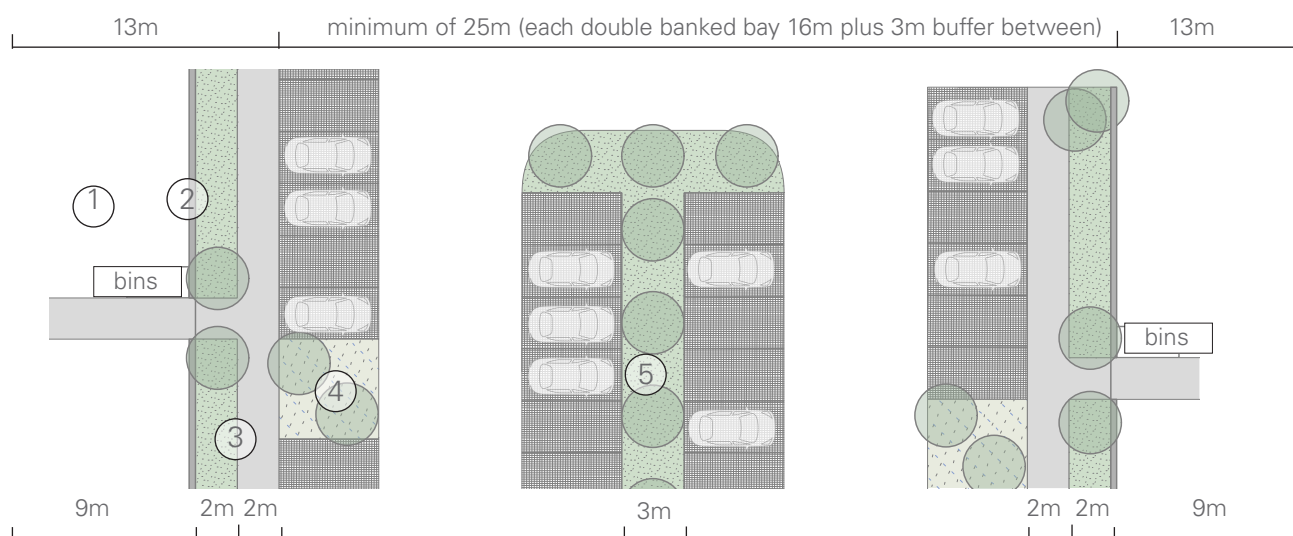 13m minimum of 25m (each double banked bay 16m plus 3m buffer between) 13m
1
2
bins
bins
5
4
3
9m 2m 2m 3m 2m 2m 9m